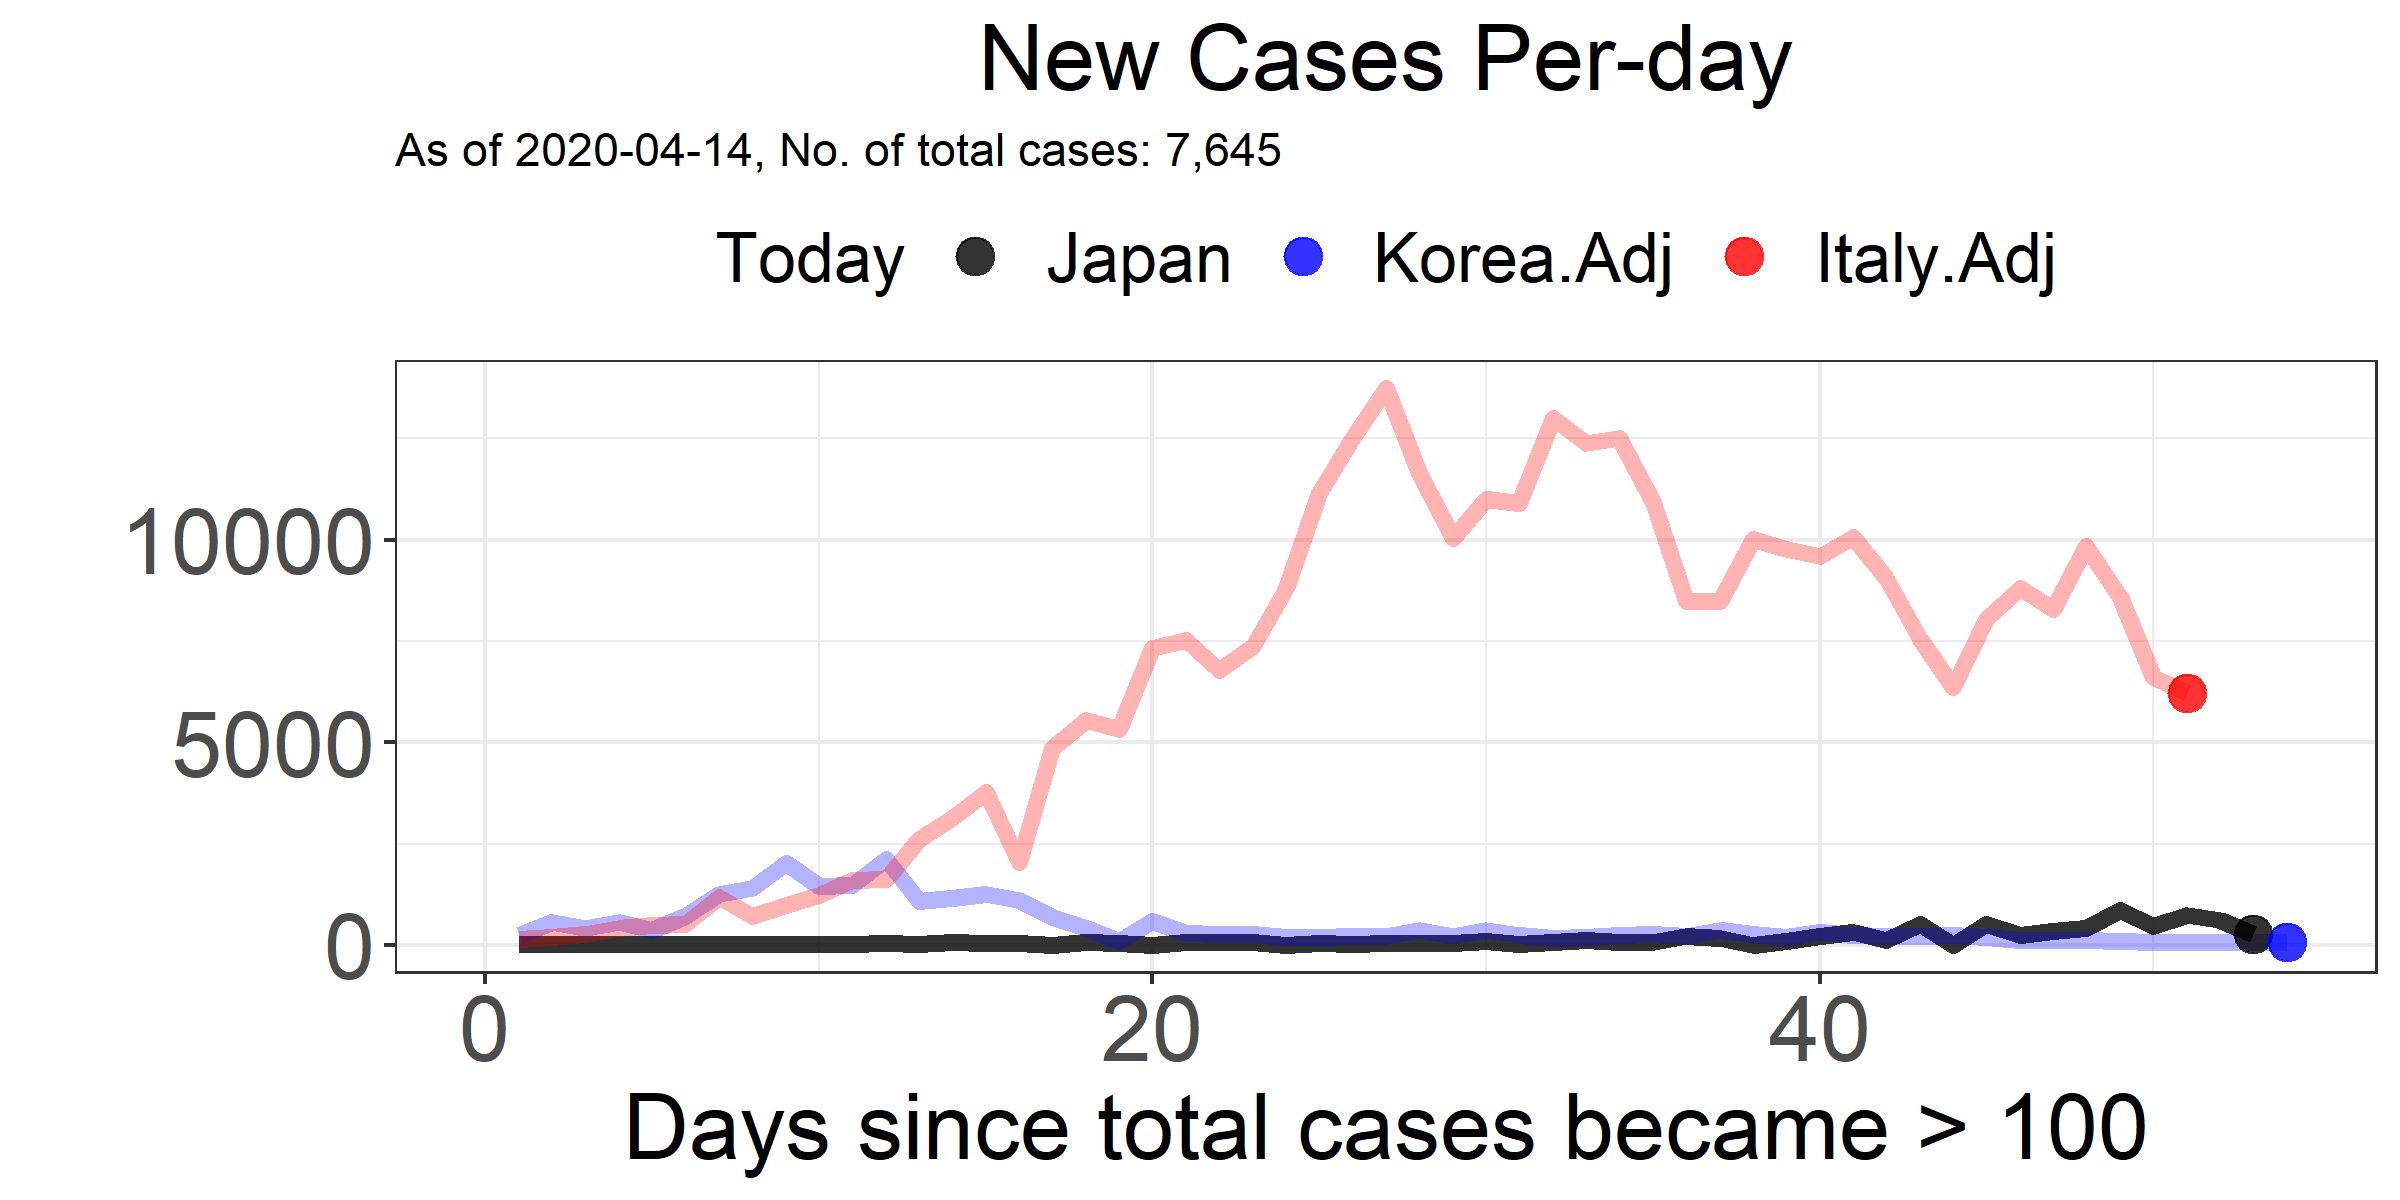 New Cases Per-day
As of 2020-04-14, No. of total cases: 7,645
Today Japan Korea.Adj Italy.Adj
10000
5000
0
0 20 40
Days since total cases became > 100